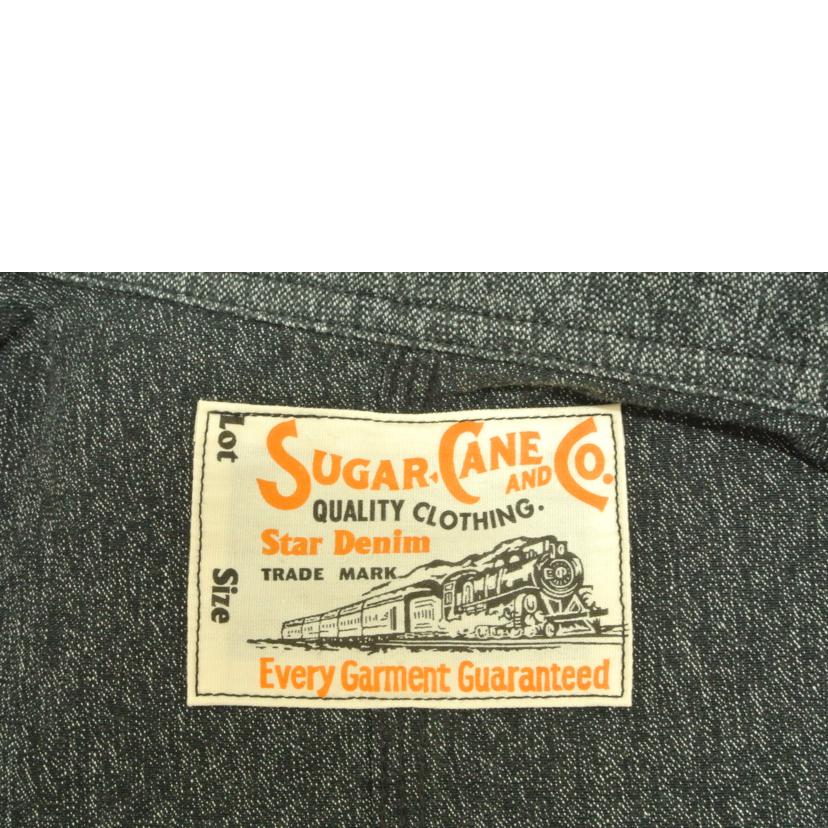 Lot
Size
SUGAR CANE AND CO.
QUALITY CLOTHING.
Star Denim
TRADE MARK
Every Garment Guaranteed